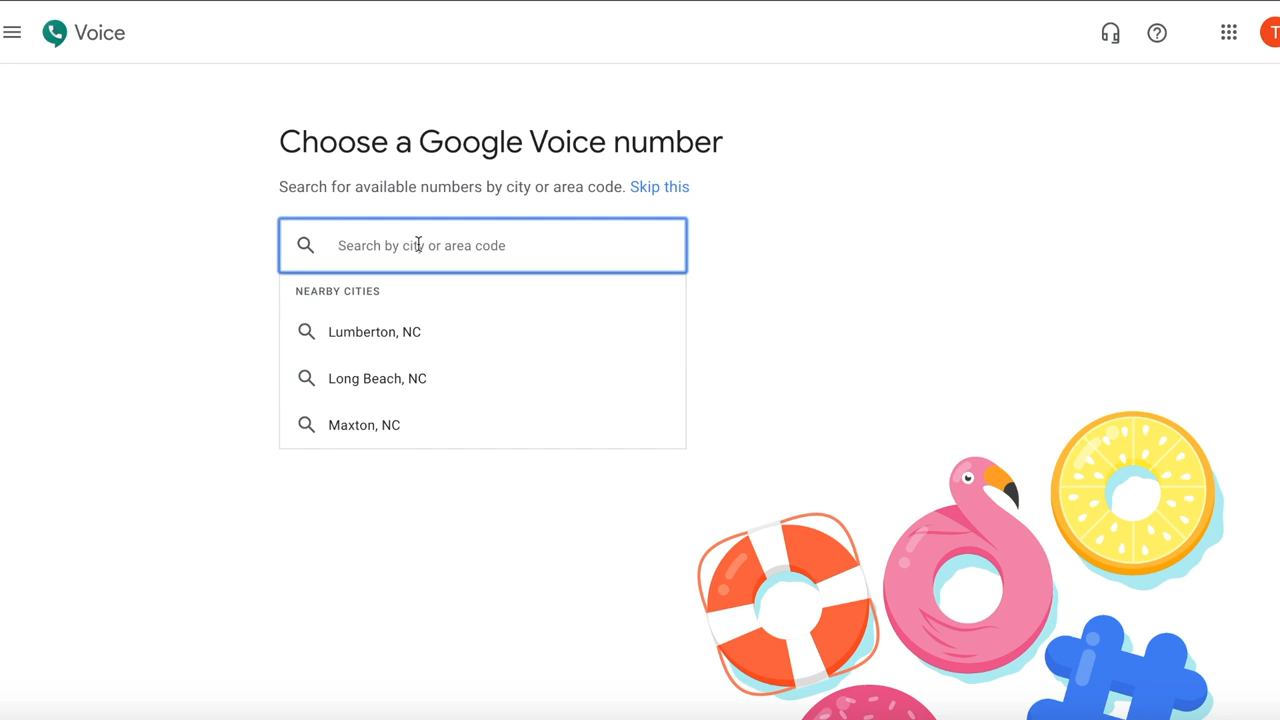 Voice
T
Choose a Google Voice number
Search for available numbers by city or area code. Skip this
Search by city or area code
NEARBY CITIES
Lumberton, NC
Long Beach, NC
Maxton, NC